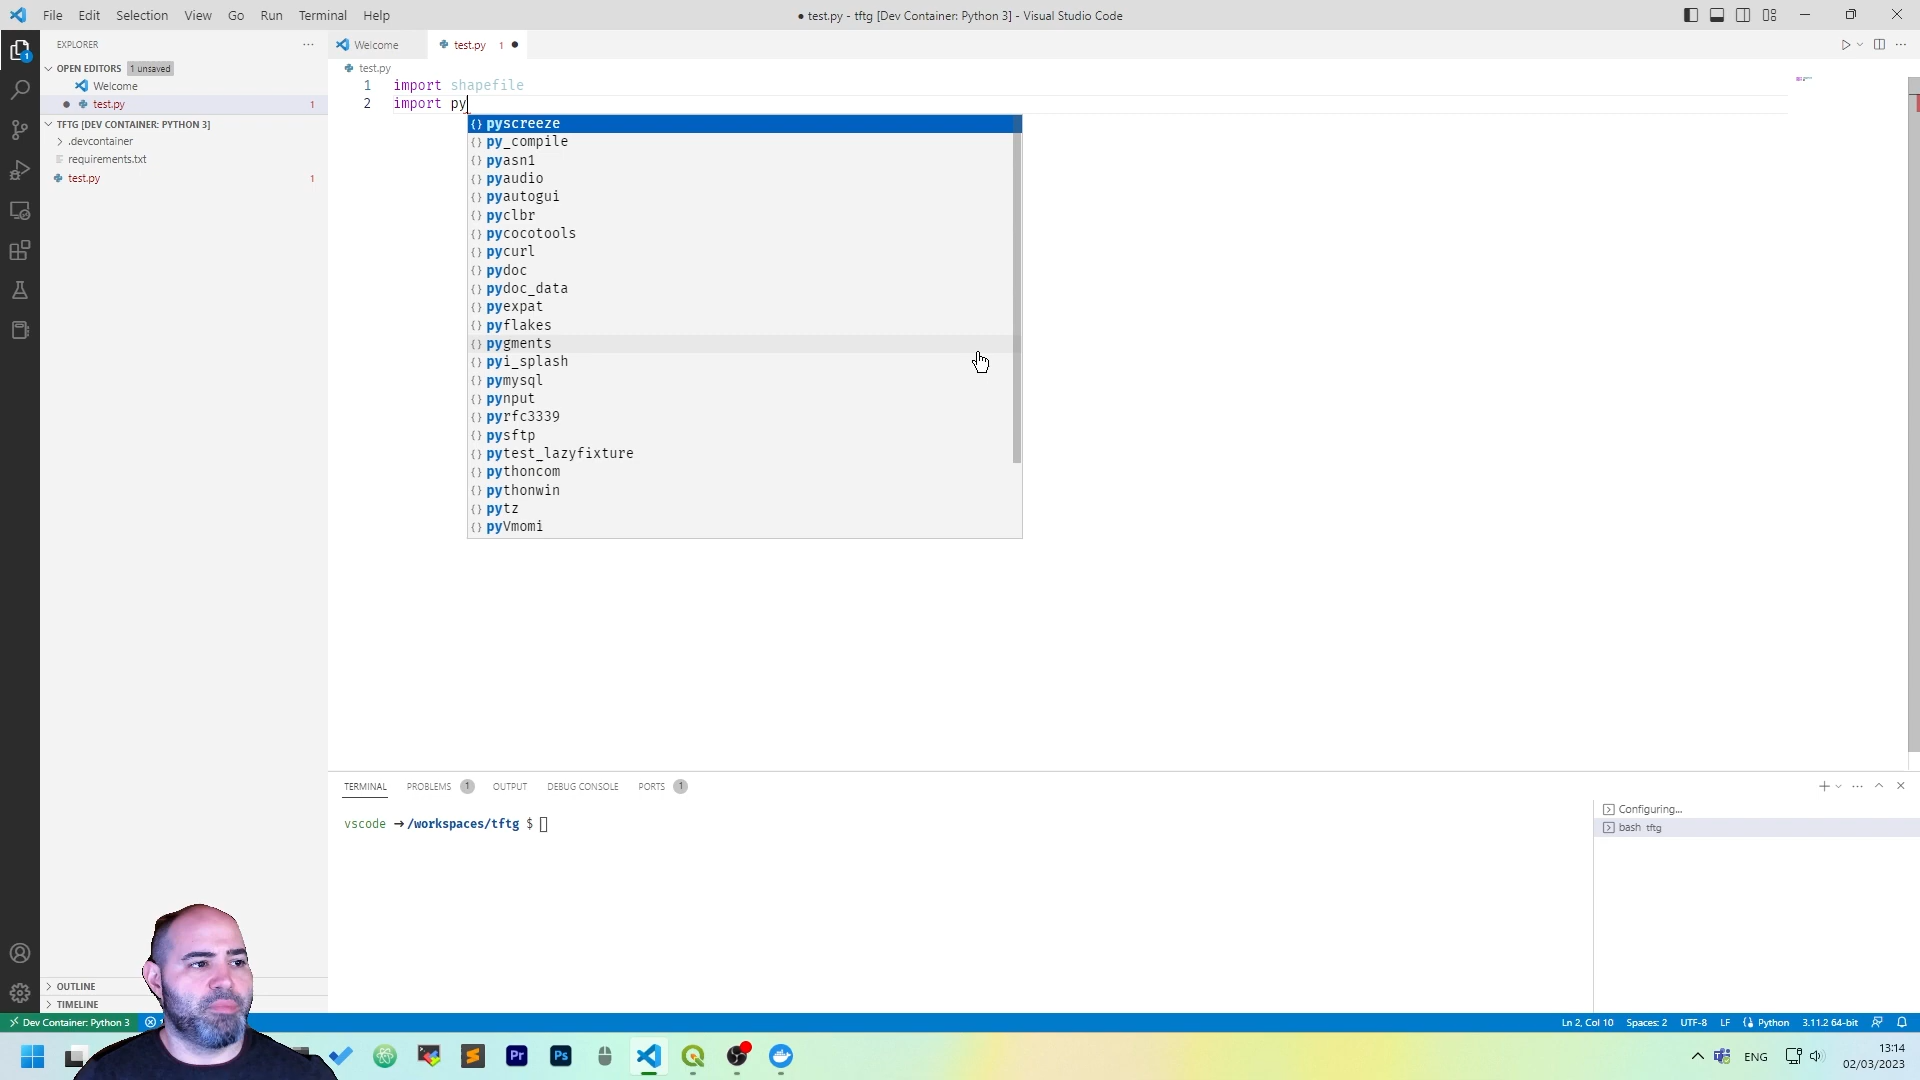 File Edit Selection View Go Run Terminal Help
● test.py - tftg [Dev Container: Python 3] - Visual Studio Code
EXPLORER
OPEN EDITORS 1 unsaved
Welcome
test.py 1
TFTG [DEV CONTAINER: PYTHON 3]
.devcontainer
requirements.txt
test.py 1
OUTLINE
TIMELINE
Welcome
test.py 1
test.py
1 import shapefile
2 import py
pyscreeze
py_compile
pyasn1
pyaudio
pyautogui
pyclbr
pycocotools
pycurl
pydoc
pydoc_data
pyexpat
pyflakes
pygments
pyi_splash
pymysql
pynput
pyrfc3339
pysftp
pytest_lazyfixture
pythoncom
pythonwin
pytz
pyVmomi
TERMINAL PROBLEMS 1 OUTPUT DEBUG CONSOLE PORTS 1
vscode → /workspaces/tftg $
Configuring...
bash tftg
Dev Container: Python 3
Ln 2, Col 10 Spaces: 2 UTF-8 LF Python 3.11.2 64-bit
Pr Ps
ENG
13:14
02/03/2023